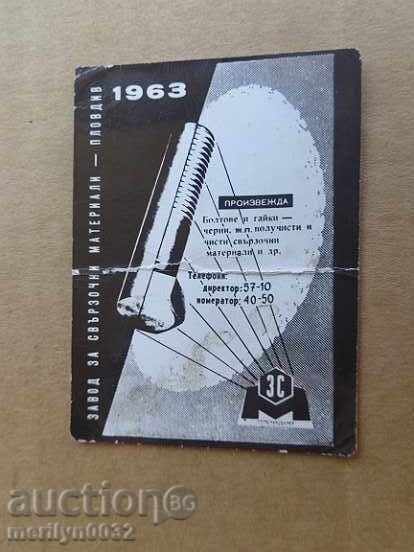 ЗАВОД ЗА СВЪРЗОЧНИ МАТЕРИАЛИ — ПЛОВДИВ
1963
ПРОИЗВЕЖДА
Болтове и гайки —
черни, получисти и
чисти свързочни
материали и др.
Телефони:
директор: 57-10
номератор: 40-50
ЗС
М
auction BG
merilyn0032